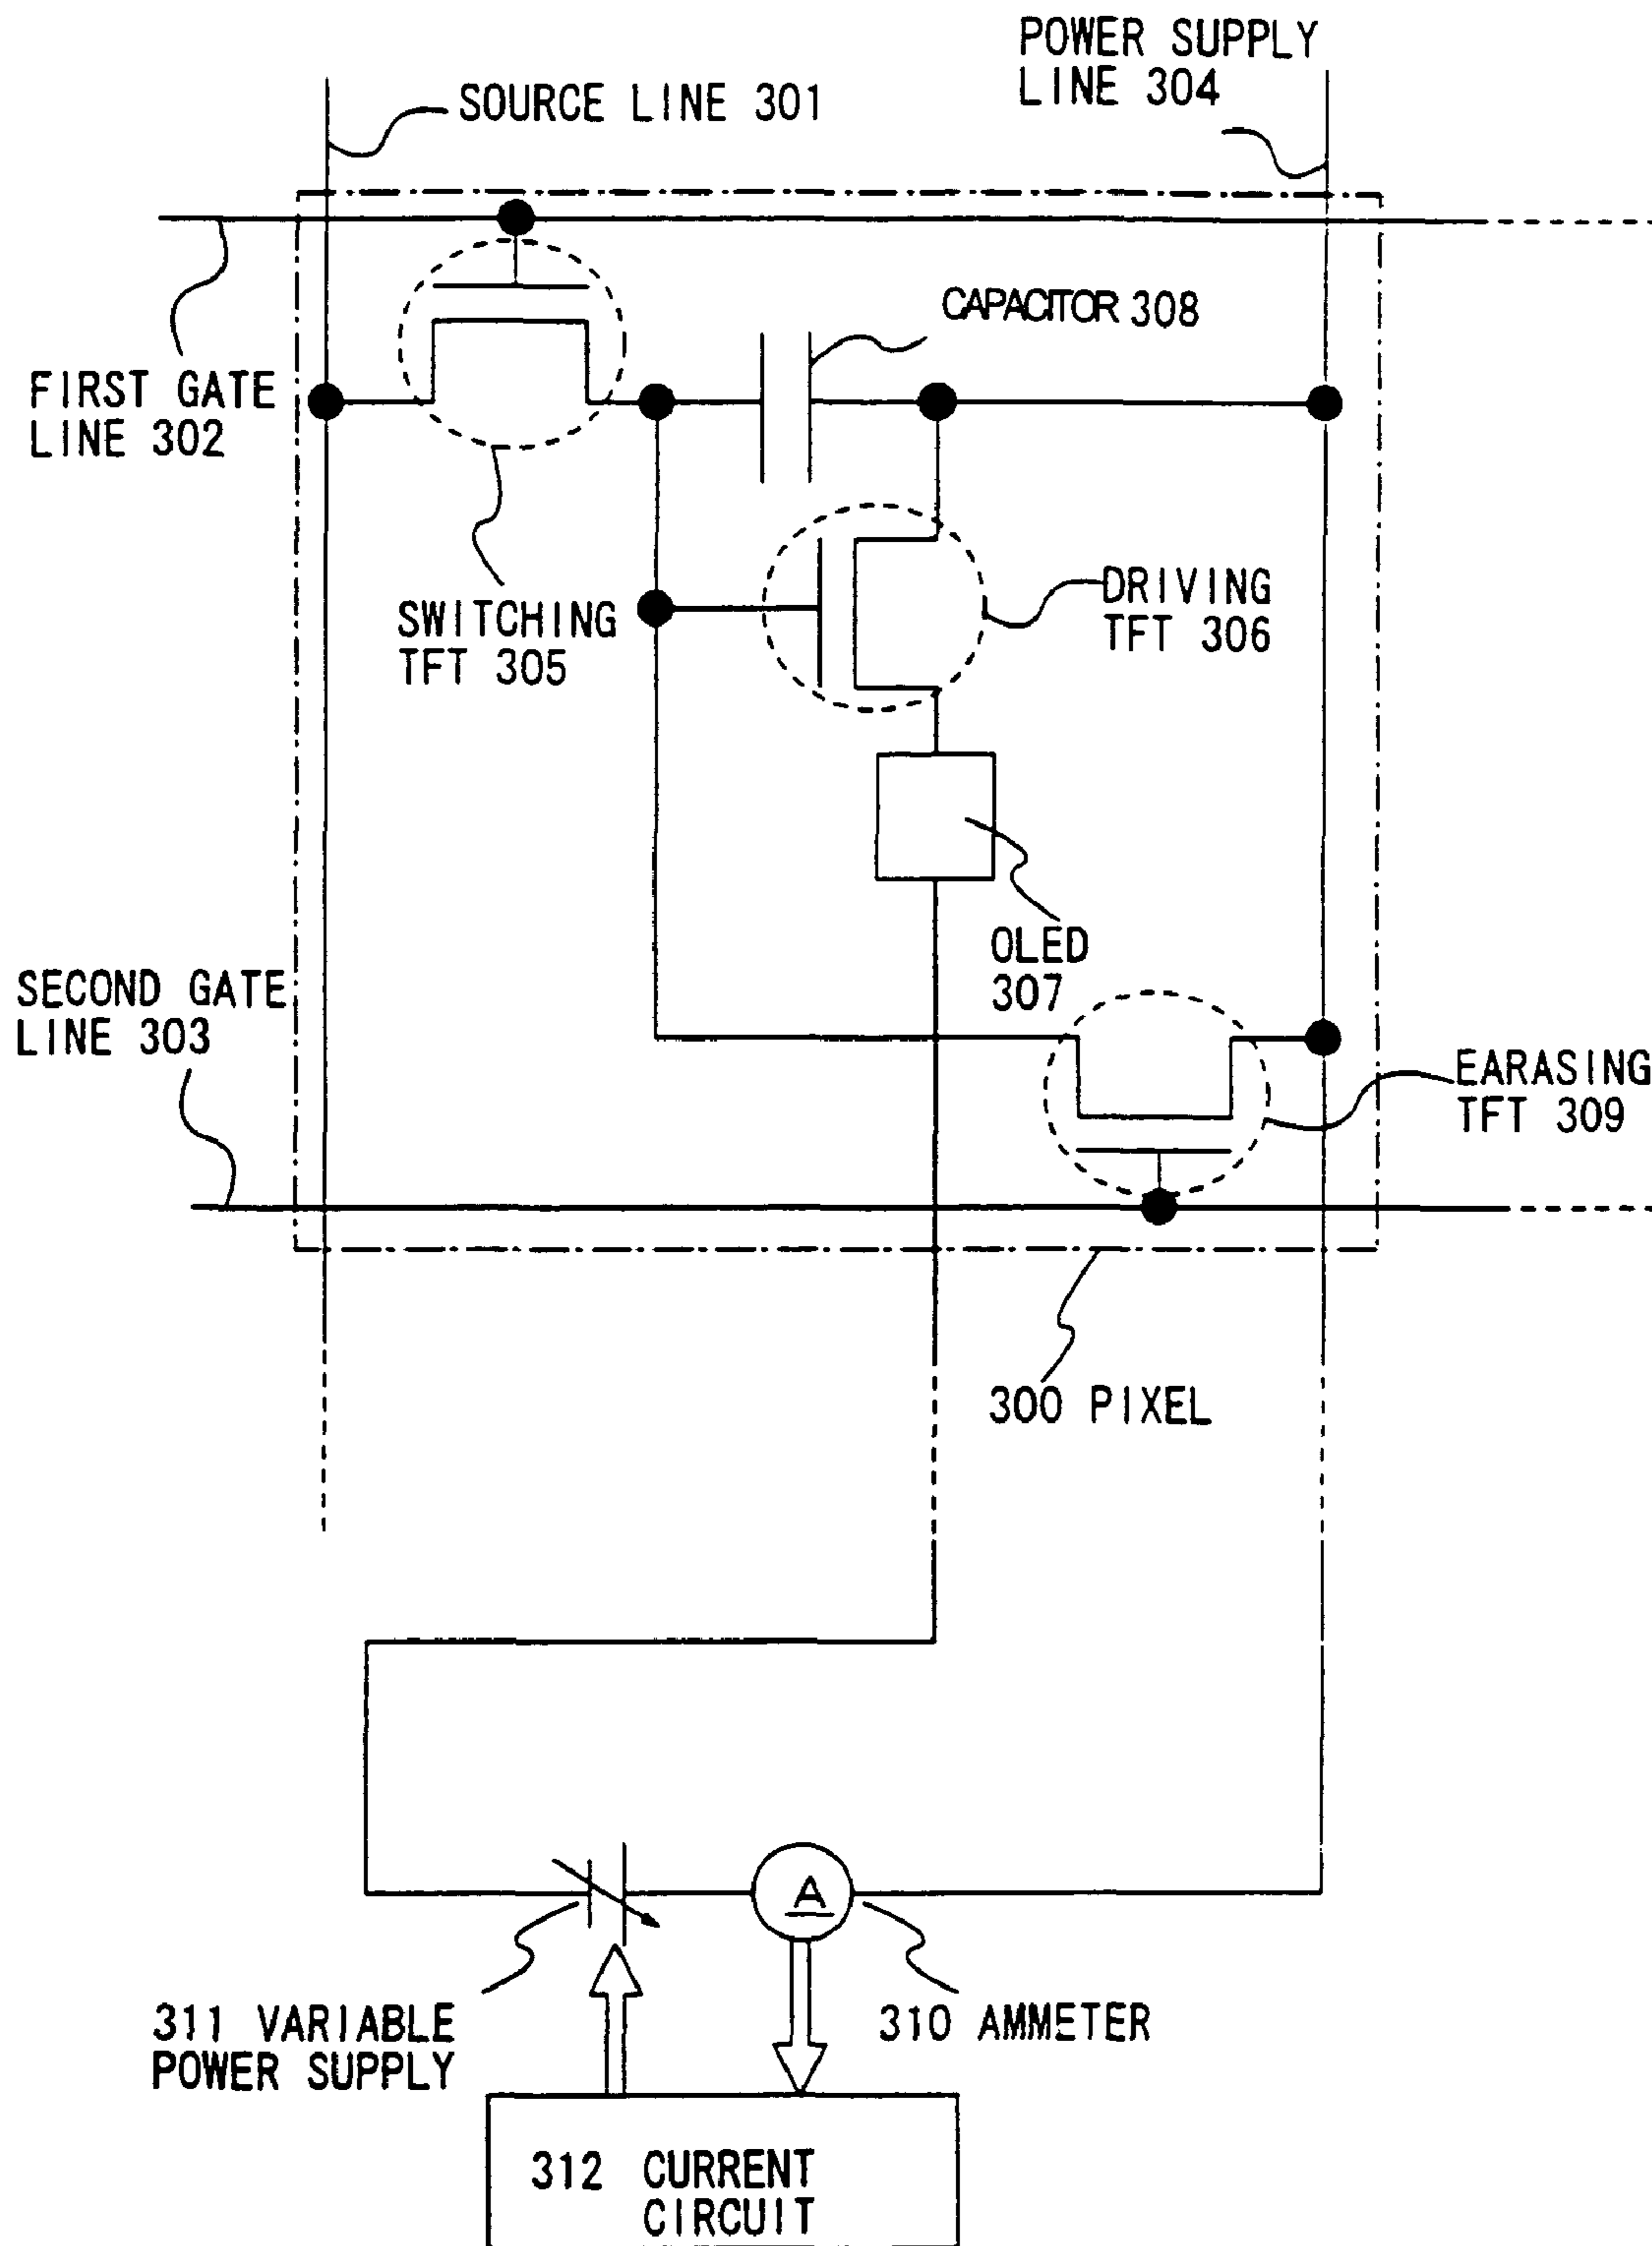 POWER SUPPLY
LINE 304
SOURCE LINE 301
CAPACITOR 308
FIRST GATE
LINE 302
DRIVING
TFT 306
SWITCHING
TFT 305
OLED
307
SECOND GATE
LINE 303
EARASING
TFT 309
300 PIXEL
A
311 VARIABLE
POWER SUPPLY
310 AMMETER
312 CURRENT
CIRCUIT